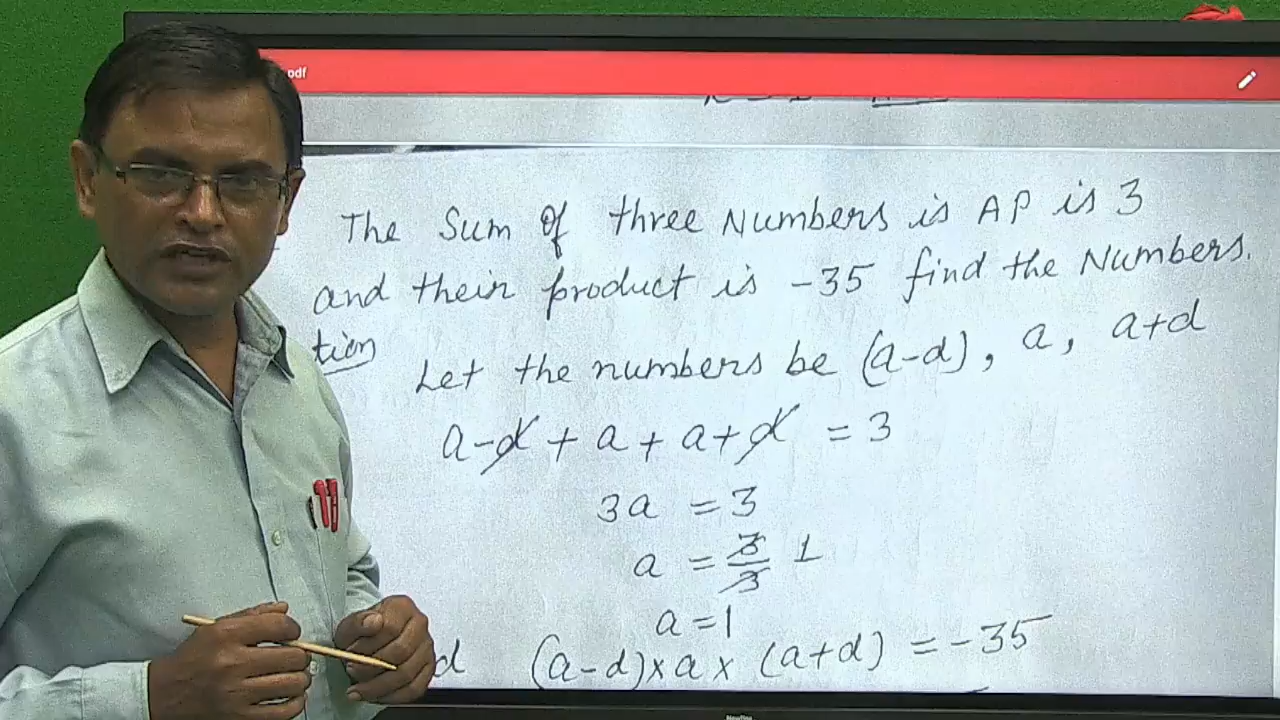 .pdf
The Sum of three Numbers is AP is 3
and their product is -35 find the Numbers.
tion
Let the numbers be (a-d), a, a+d
a-d + a + a+d = 3
3a = 3
a = 3/3 1
a = 1
d (a-d)×a× (a+d) = -35